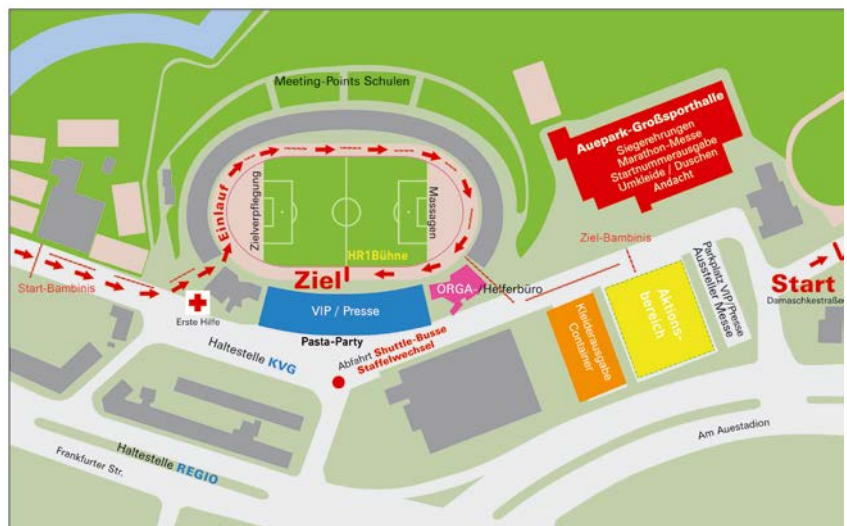 Meeting-Points Schulen
Auepark-Großsporthalle
Siegerehrungen
Marathon-Messe
Startnummerausgabe
Umkleide / Duschen
Andacht
Einlauf
Zielverpflegung
Massagen
HR1Bühne
Ziel
Ziel-Bambinis
Start-Bambinis
ORGA-/Helferbüro
VIP / Presse
Parkplatz VIP/Presse
Aussteller Messe
Start
Damaschkestraße
Aktions-
bereich
Kleiderausgabe
Container
Erste Hilfe
Pasta-Party
Haltestelle KVG
Abfahrt Shuttle-Busse
Staffelwechsel
Am Auestadion
Haltestelle REGIO
Frankfurter Str.